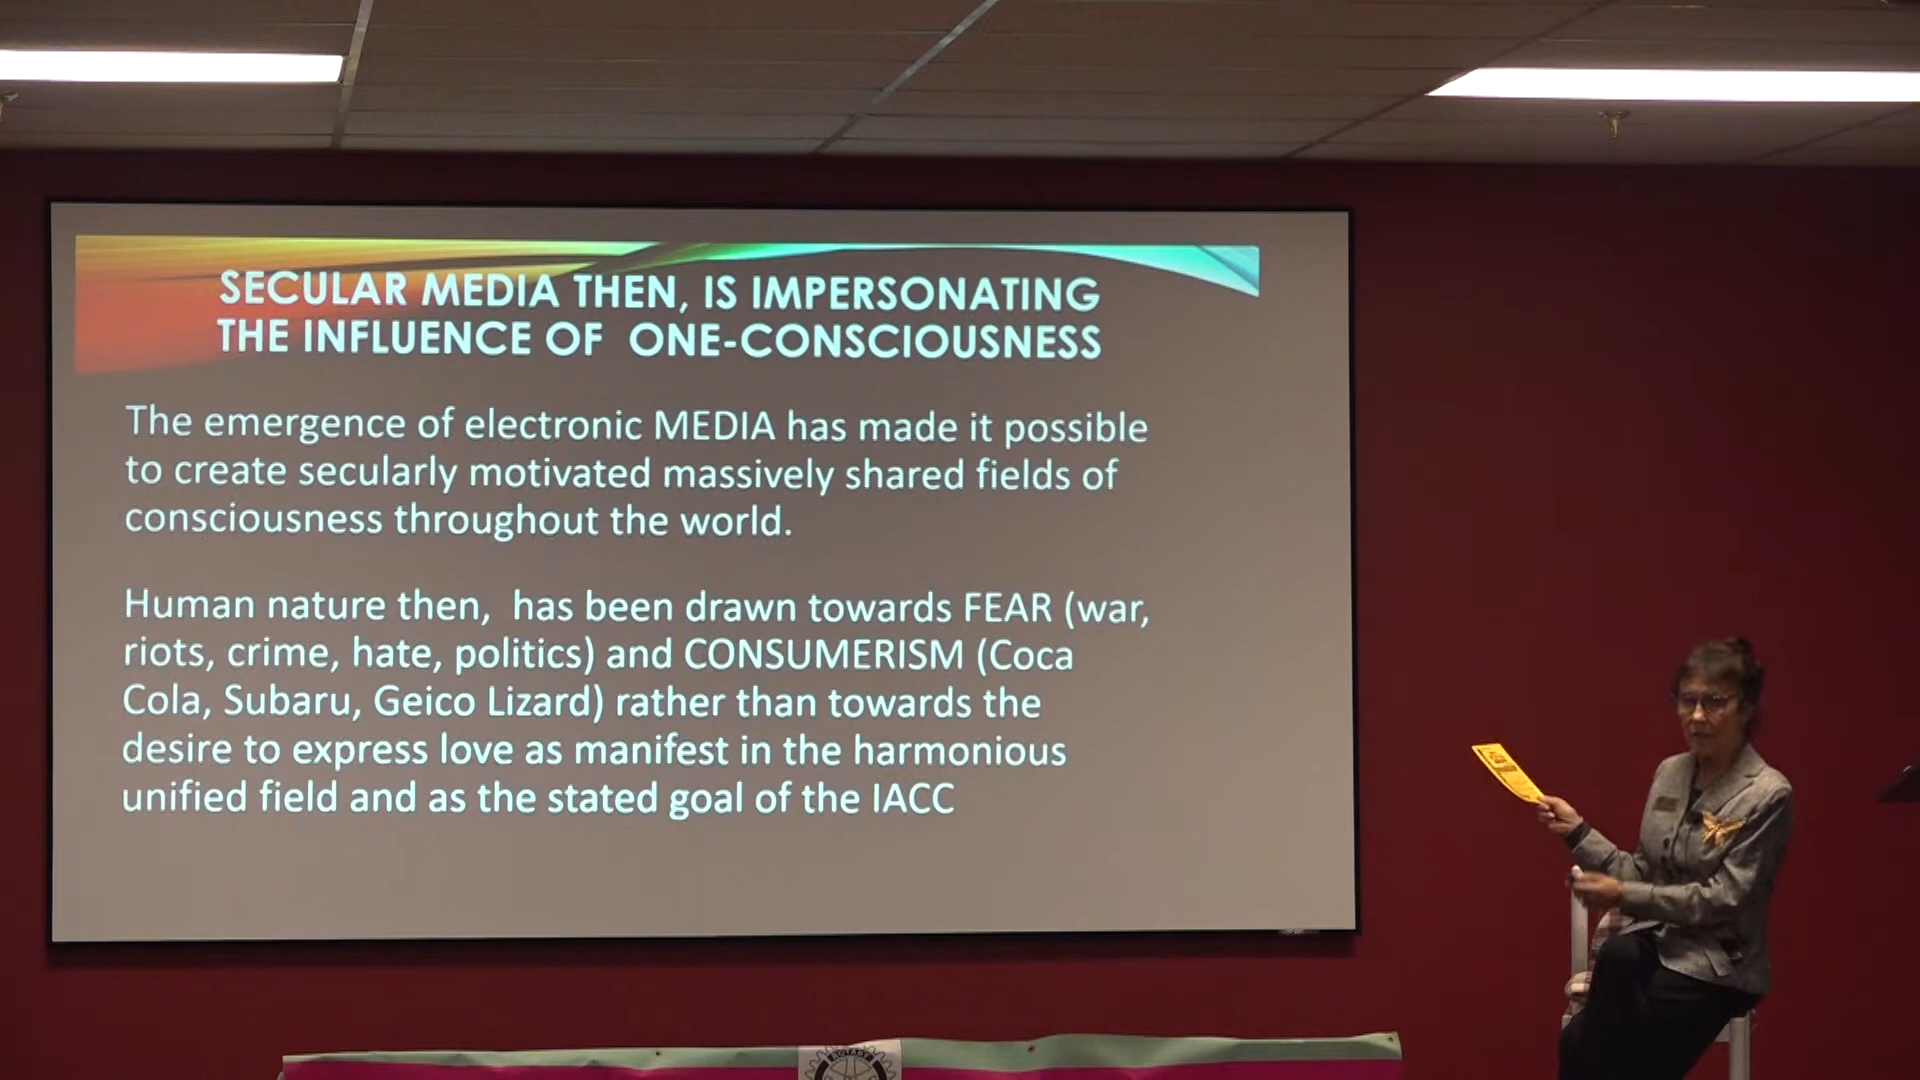 SECULAR MEDIA THEN, IS IMPERSONATING
THE INFLUENCE OF ONE-CONSCIOUSNESS
The emergence of electronic MEDIA has made it possible
to create secularly motivated massively shared fields of
consciousness throughout the world.
Human nature then, has been drawn towards FEAR (war,
riots, crime, hate, politics) and CONSUMERISM (Coca
Cola, Subaru, Geico Lizard) rather than towards the
desire to express love as manifest in the harmonious
unified field and as the stated goal of the IACC
ROTARY